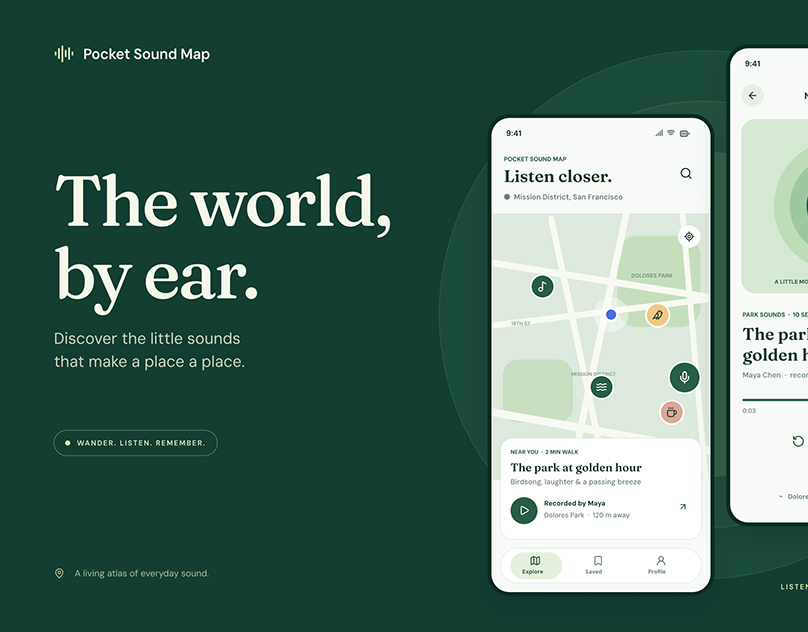 Pocket Sound Map
The world,
by ear.
Discover the little sounds
that make a place a place.
WANDER. LISTEN. REMEMBER.
A living atlas of everyday sound.
9:41
POCKET SOUND MAP
Listen closer.
Mission District, San Francisco
DOLORES PARK
18TH ST
MISSION DISTRICT
NEAR YOU · 2 MIN WALK
The park at golden hour
Birdsong, laughter & a passing breeze
Recorded by Maya
Dolores Park · 120 m away
Explore
Saved
Profile
9:41
A LITTLE MO
PARK SOUNDS · 10 SE
The par
golden h
Maya Chen · recor
0:03
Dolore
LISTEN